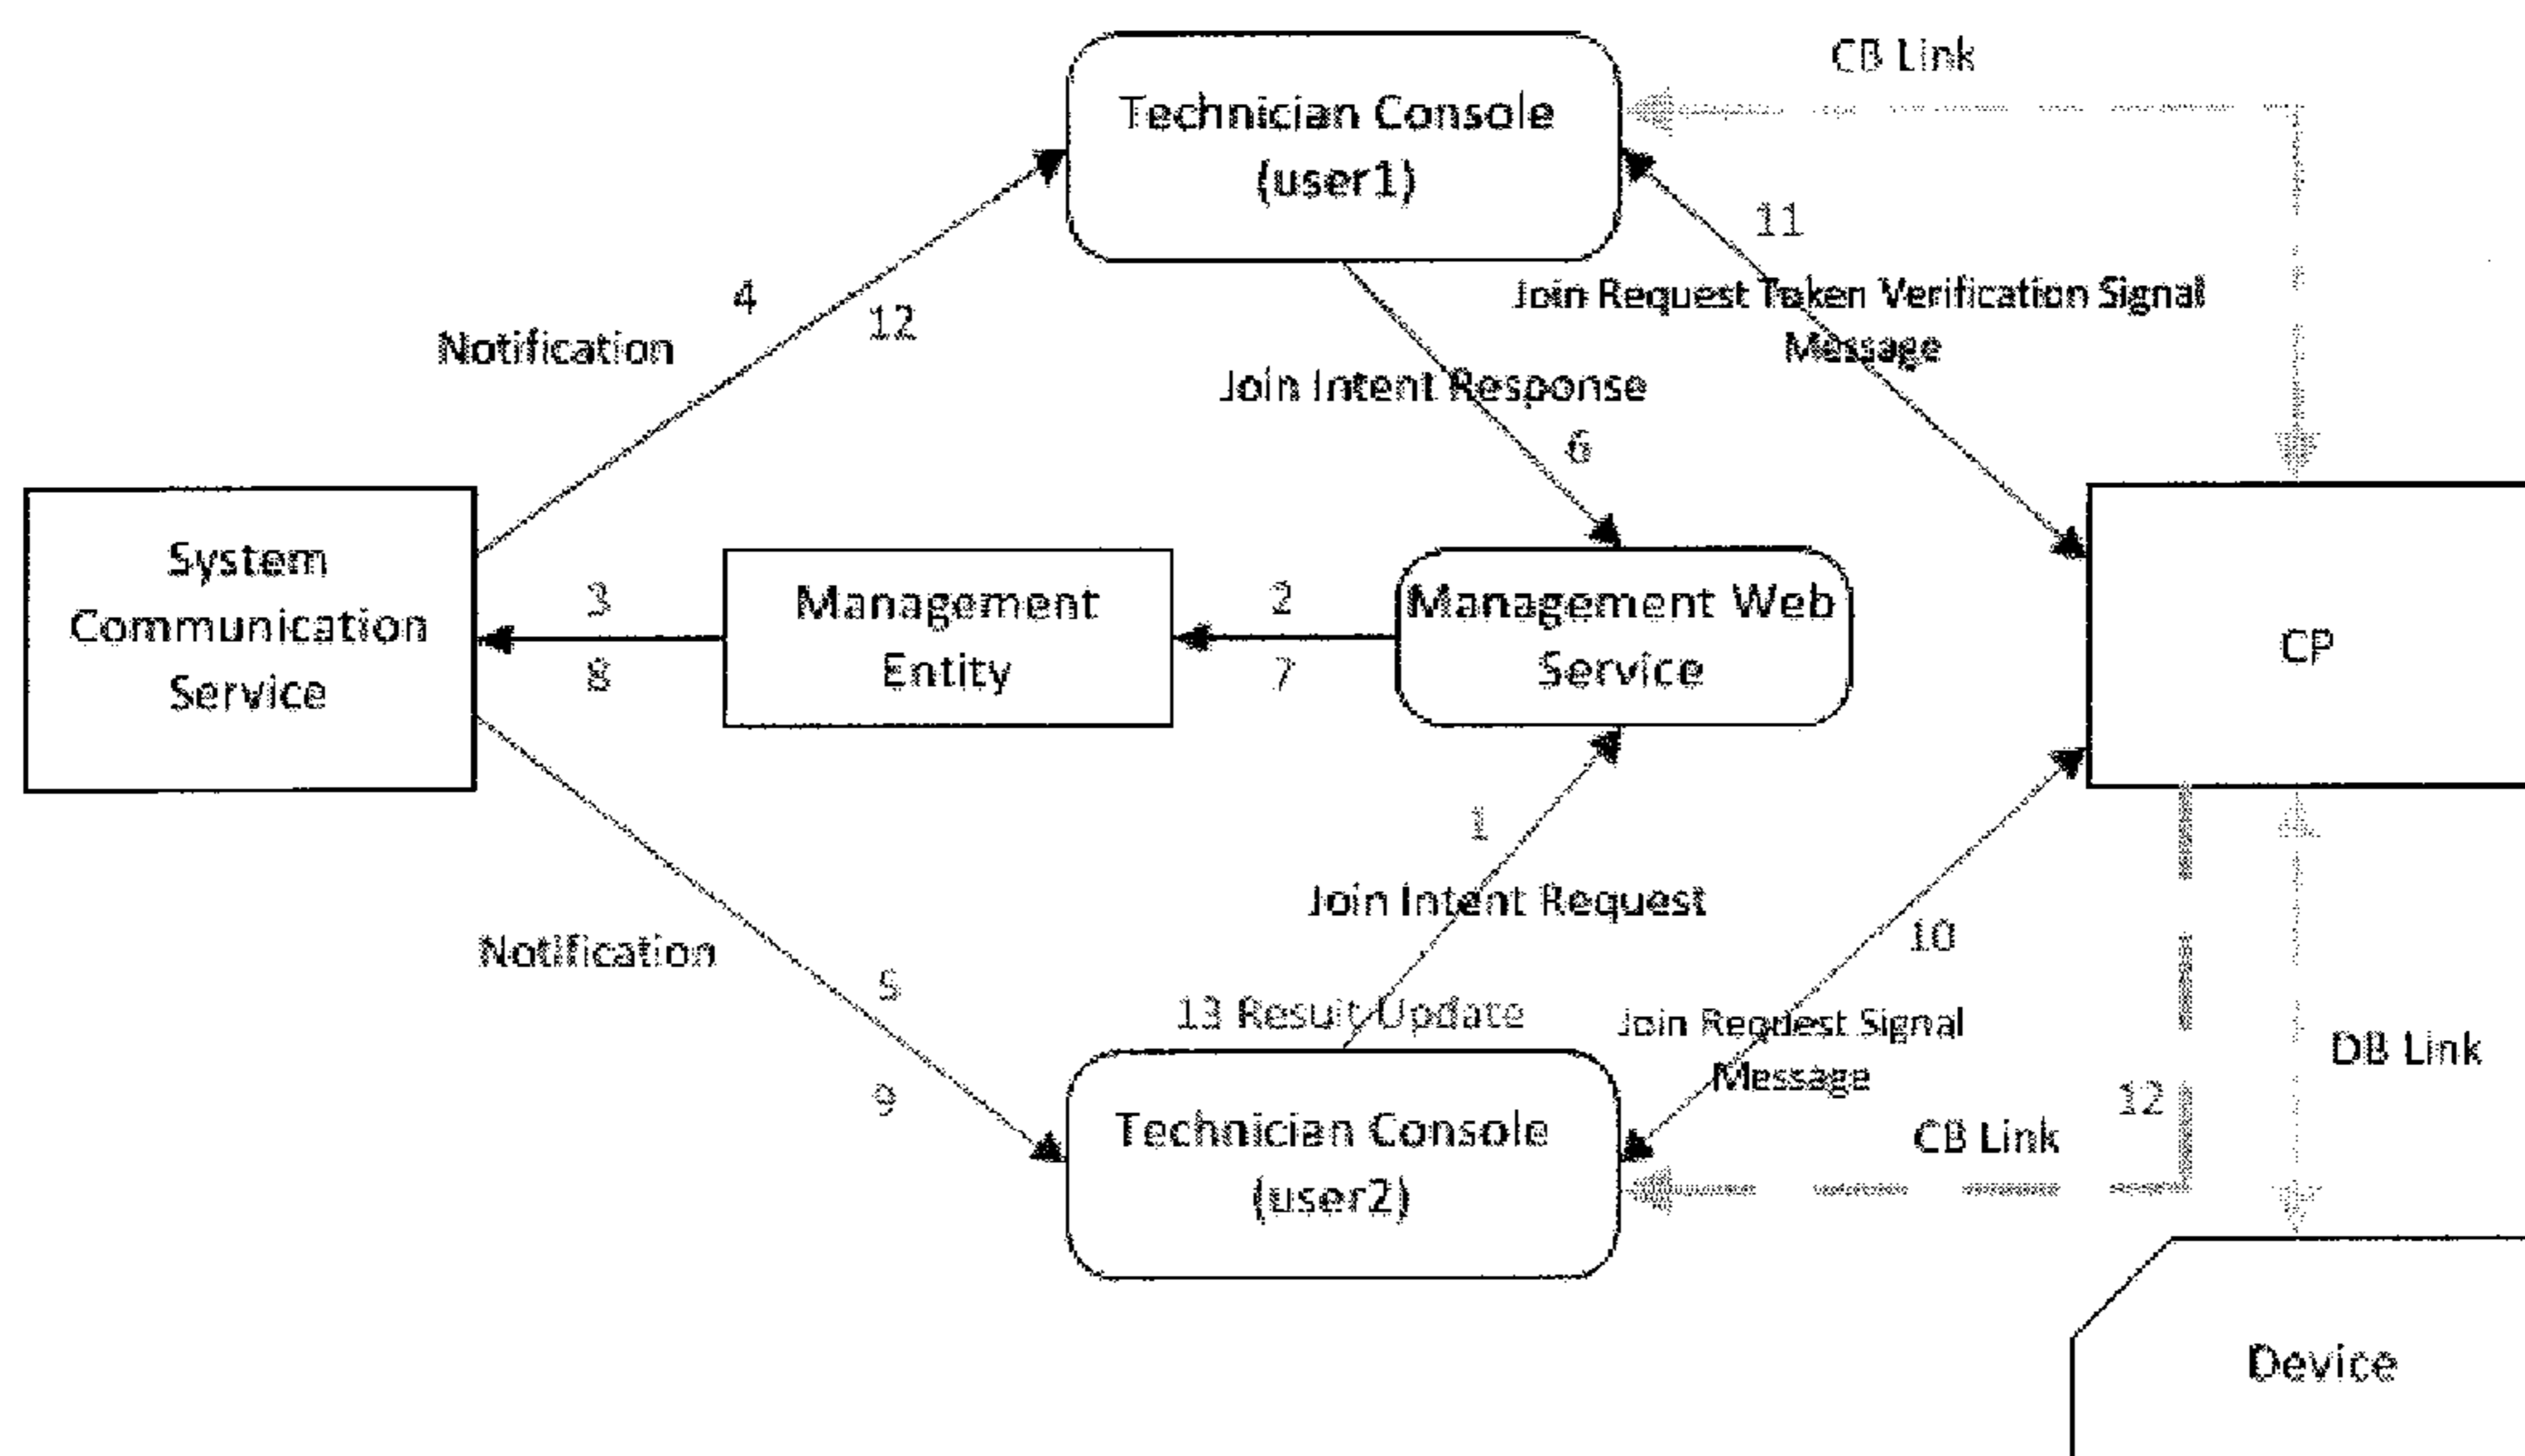 CB Link
Technician Console
(user1)
11
Join Request Token Verification Signal
Message
4
12
Notification
Join Intent Response
6
System
Communication
Service
3
8
Management
Entity
2
7
Management Web
Service
CP
1
Join Intent Request
10
Notification
5
9
13 Result Update
Join Request Signal
Message
DB Link
12
CB Link
Technician Console
(user2)
Device